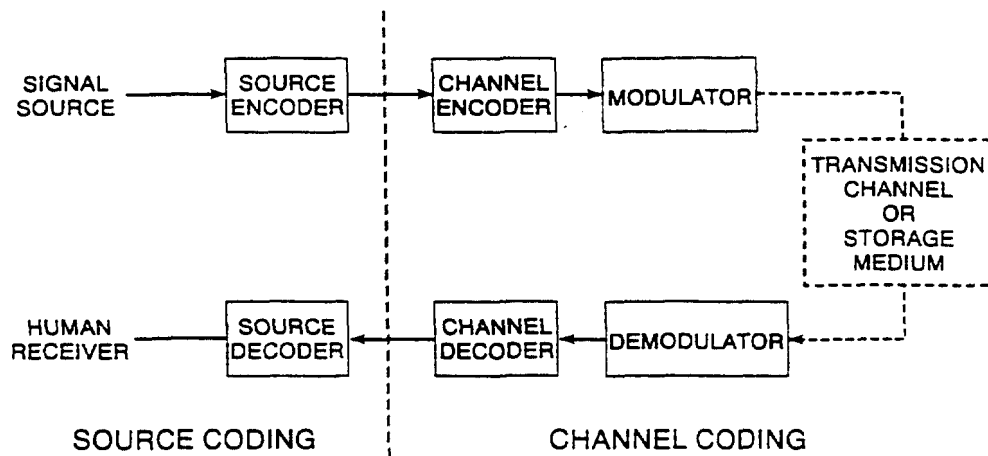 SIGNAL
SOURCE
SOURCE
ENCODER
CHANNEL
ENCODER
MODULATOR
TRANSMISSION
CHANNEL
OR
STORAGE
MEDIUM
HUMAN
RECEIVER
SOURCE
DECODER
CHANNEL
DECODER
DEMODULATOR
SOURCE CODING
CHANNEL CODING